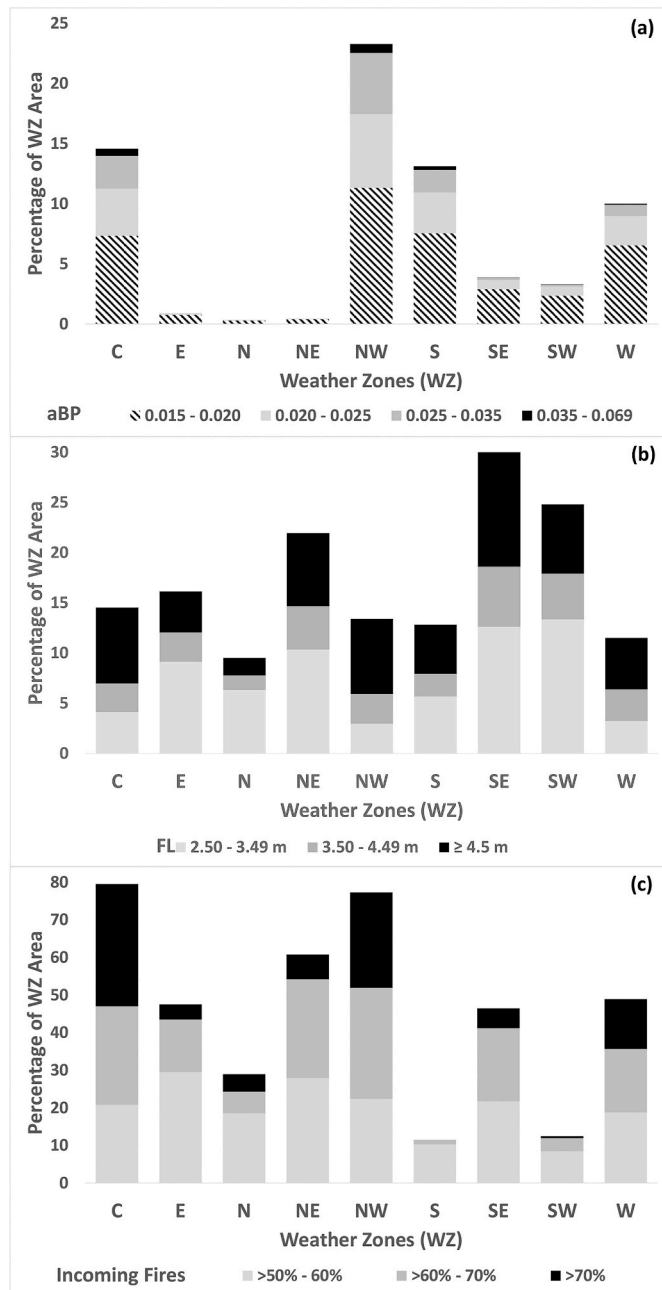 (a)
Percentage of WZ Area
25
20
15
10
5
0
C E N NE NW S SE SW W
Weather Zones (WZ)
aBP 0.015 - 0.020 0.020 - 0.025 0.025 - 0.035 0.035 - 0.069
(b)
Percentage of WZ Area
30
25
20
15
10
5
0
C E N NE NW S SE SW W
Weather Zones (WZ)
FL 2.50 - 3.49 m 3.50 - 4.49 m ≥ 4.5 m
(c)
Percentage of WZ Area
80
70
60
50
40
30
20
10
0
C E N NE NW S SE SW W
Weather Zones (WZ)
Incoming Fires >50% - 60% >60% - 70% >70%